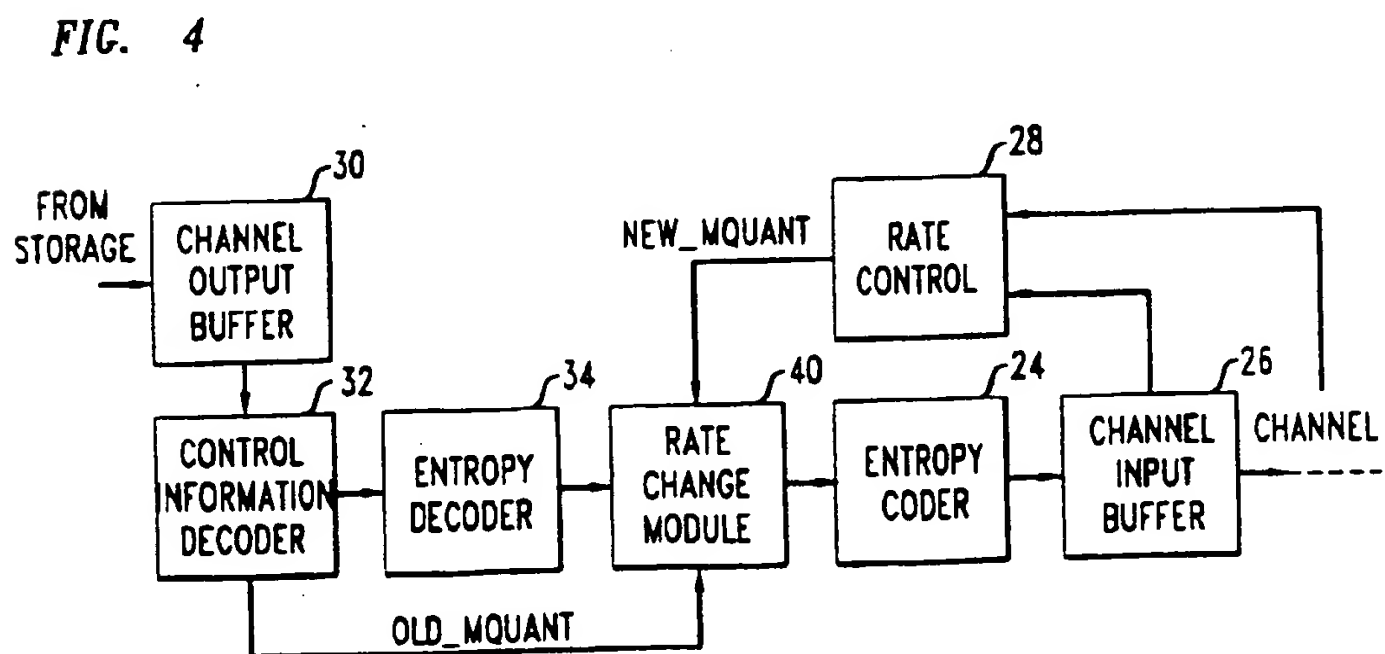 FIG. 4
30
28
FROM
STORAGE
CHANNEL
OUTPUT
BUFFER
NEW_MQUANT
RATE
CONTROL
32
34
40
24
26
CONTROL
INFORMATION
DECODER
ENTROPY
DECODER
RATE
CHANGE
MODULE
ENTROPY
CODER
CHANNEL
INPUT
BUFFER
CHANNEL
OLD_MQUANT